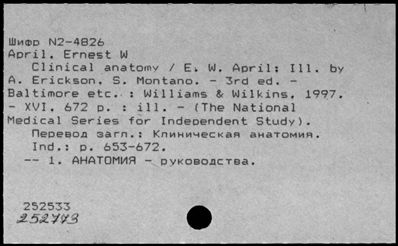 Шифр N2-4826
April, Ernest W
Clinical anatomy / E. W. April; Ill. by
A. Erickson, S. Montano. - 3rd ed. -
Baltimore etc. : Williams & Wilkins, 1997.
- XVI, 672 p. : ill. - (The National
Medical Series for Independent Study).
Перевод загл.: Клиническая анатомия.
Ind.: p. 653-672.
-- 1. АНАТОМИЯ - руководства.
252533
252773